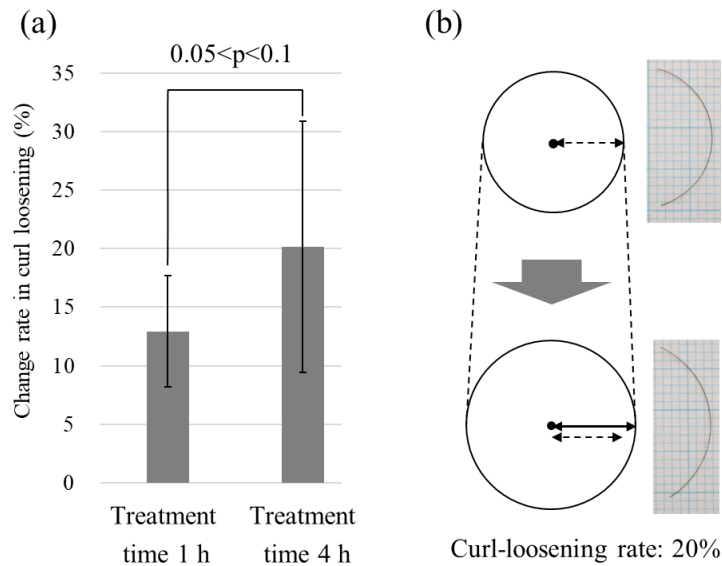 (a)
0.05<p<0.1
Change rate in curl loosening (%)
35
30
25
20
15
10
5
0
Treatment
time 1 h
Treatment
time 4 h
(b)
Curl-loosening rate: 20%